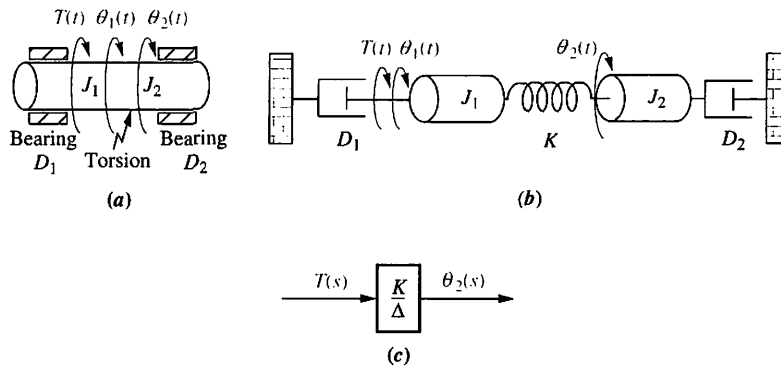 T(t) θ₁(t) θ₂(t)
J₁ J₂
Bearing Bearing
D₁ Torsion D₂
(a)
T(t) θ₁(t) θ₂(t)
J₁ J₂
D₁ K D₂
(b)
T(s) K/Δ θ₂(s)
(c)